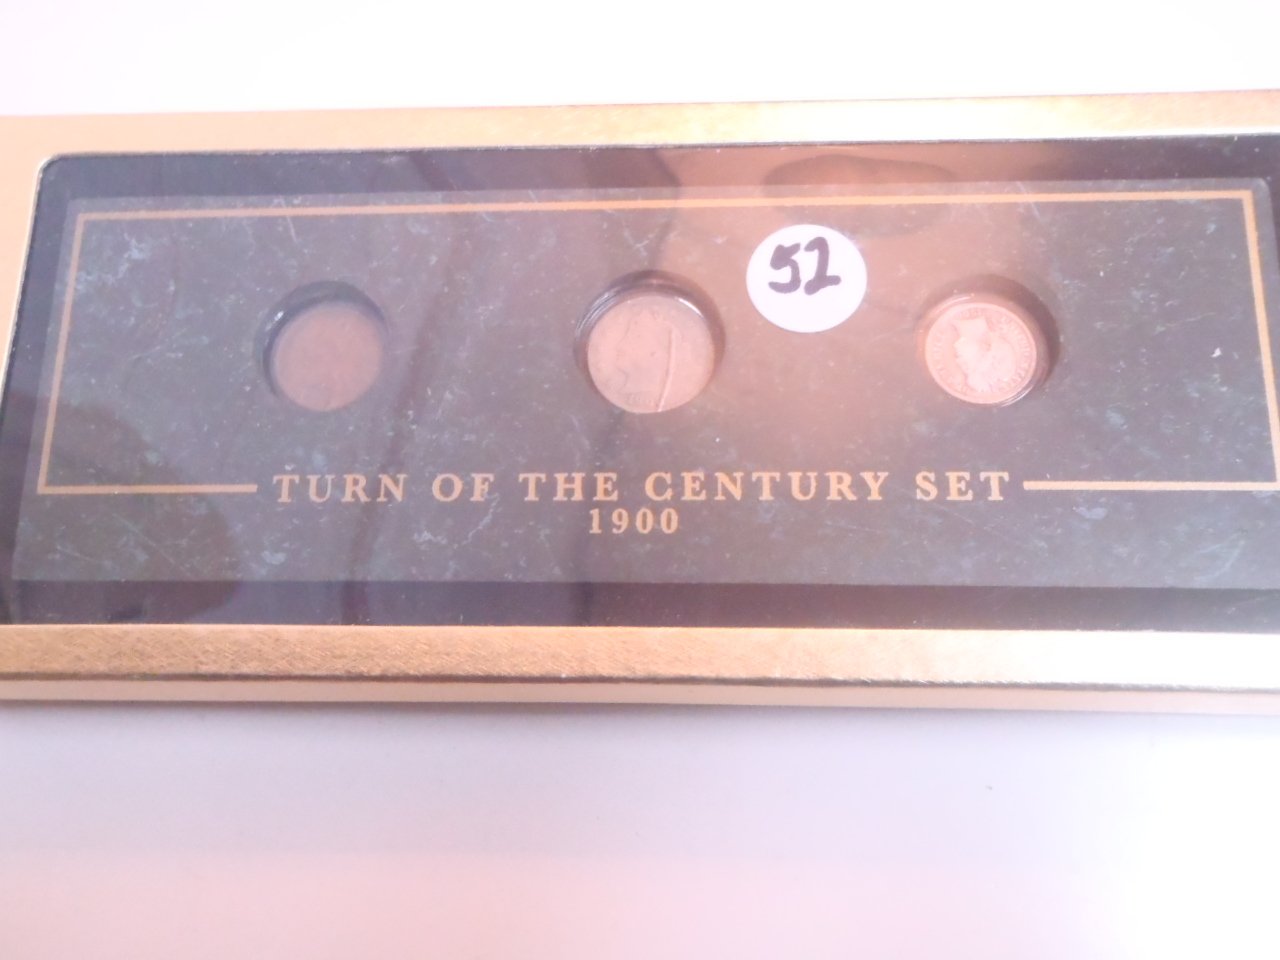 52
TURN OF THE CENTURY SET
1900